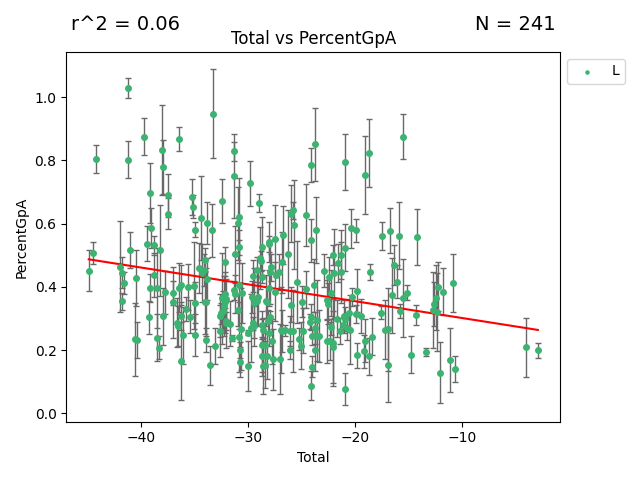 r^2 = 0.06 N = 241
Total vs PercentGpA
L
PercentGpA
1.0
0.8
0.6
0.4
0.2
0.0
−40 −30 −20 −10
Total